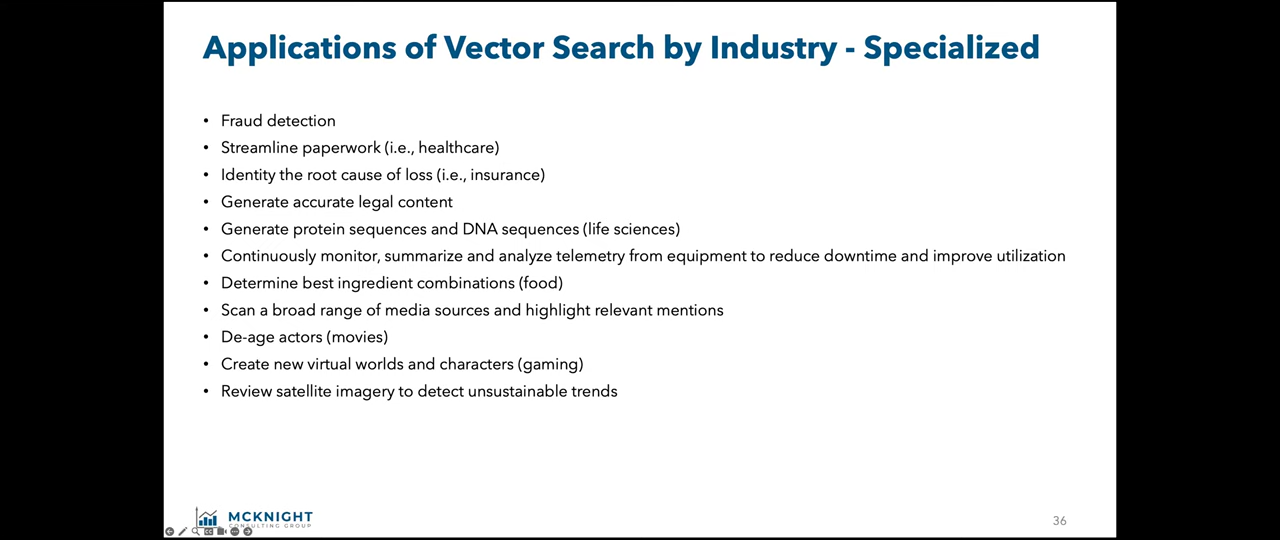 Applications of Vector Search by Industry - Specialized
• Fraud detection
• Streamline paperwork (i.e., healthcare)
• Identity the root cause of loss (i.e., insurance)
• Generate accurate legal content
• Generate protein sequences and DNA sequences (life sciences)
• Continuously monitor, summarize and analyze telemetry from equipment to reduce downtime and improve utilization
• Determine best ingredient combinations (food)
• Scan a broad range of media sources and highlight relevant mentions
• De-age actors (movies)
• Create new virtual worlds and characters (gaming)
• Review satellite imagery to detect unsustainable trends
MCKNIGHT
CONSULTING GROUP
36